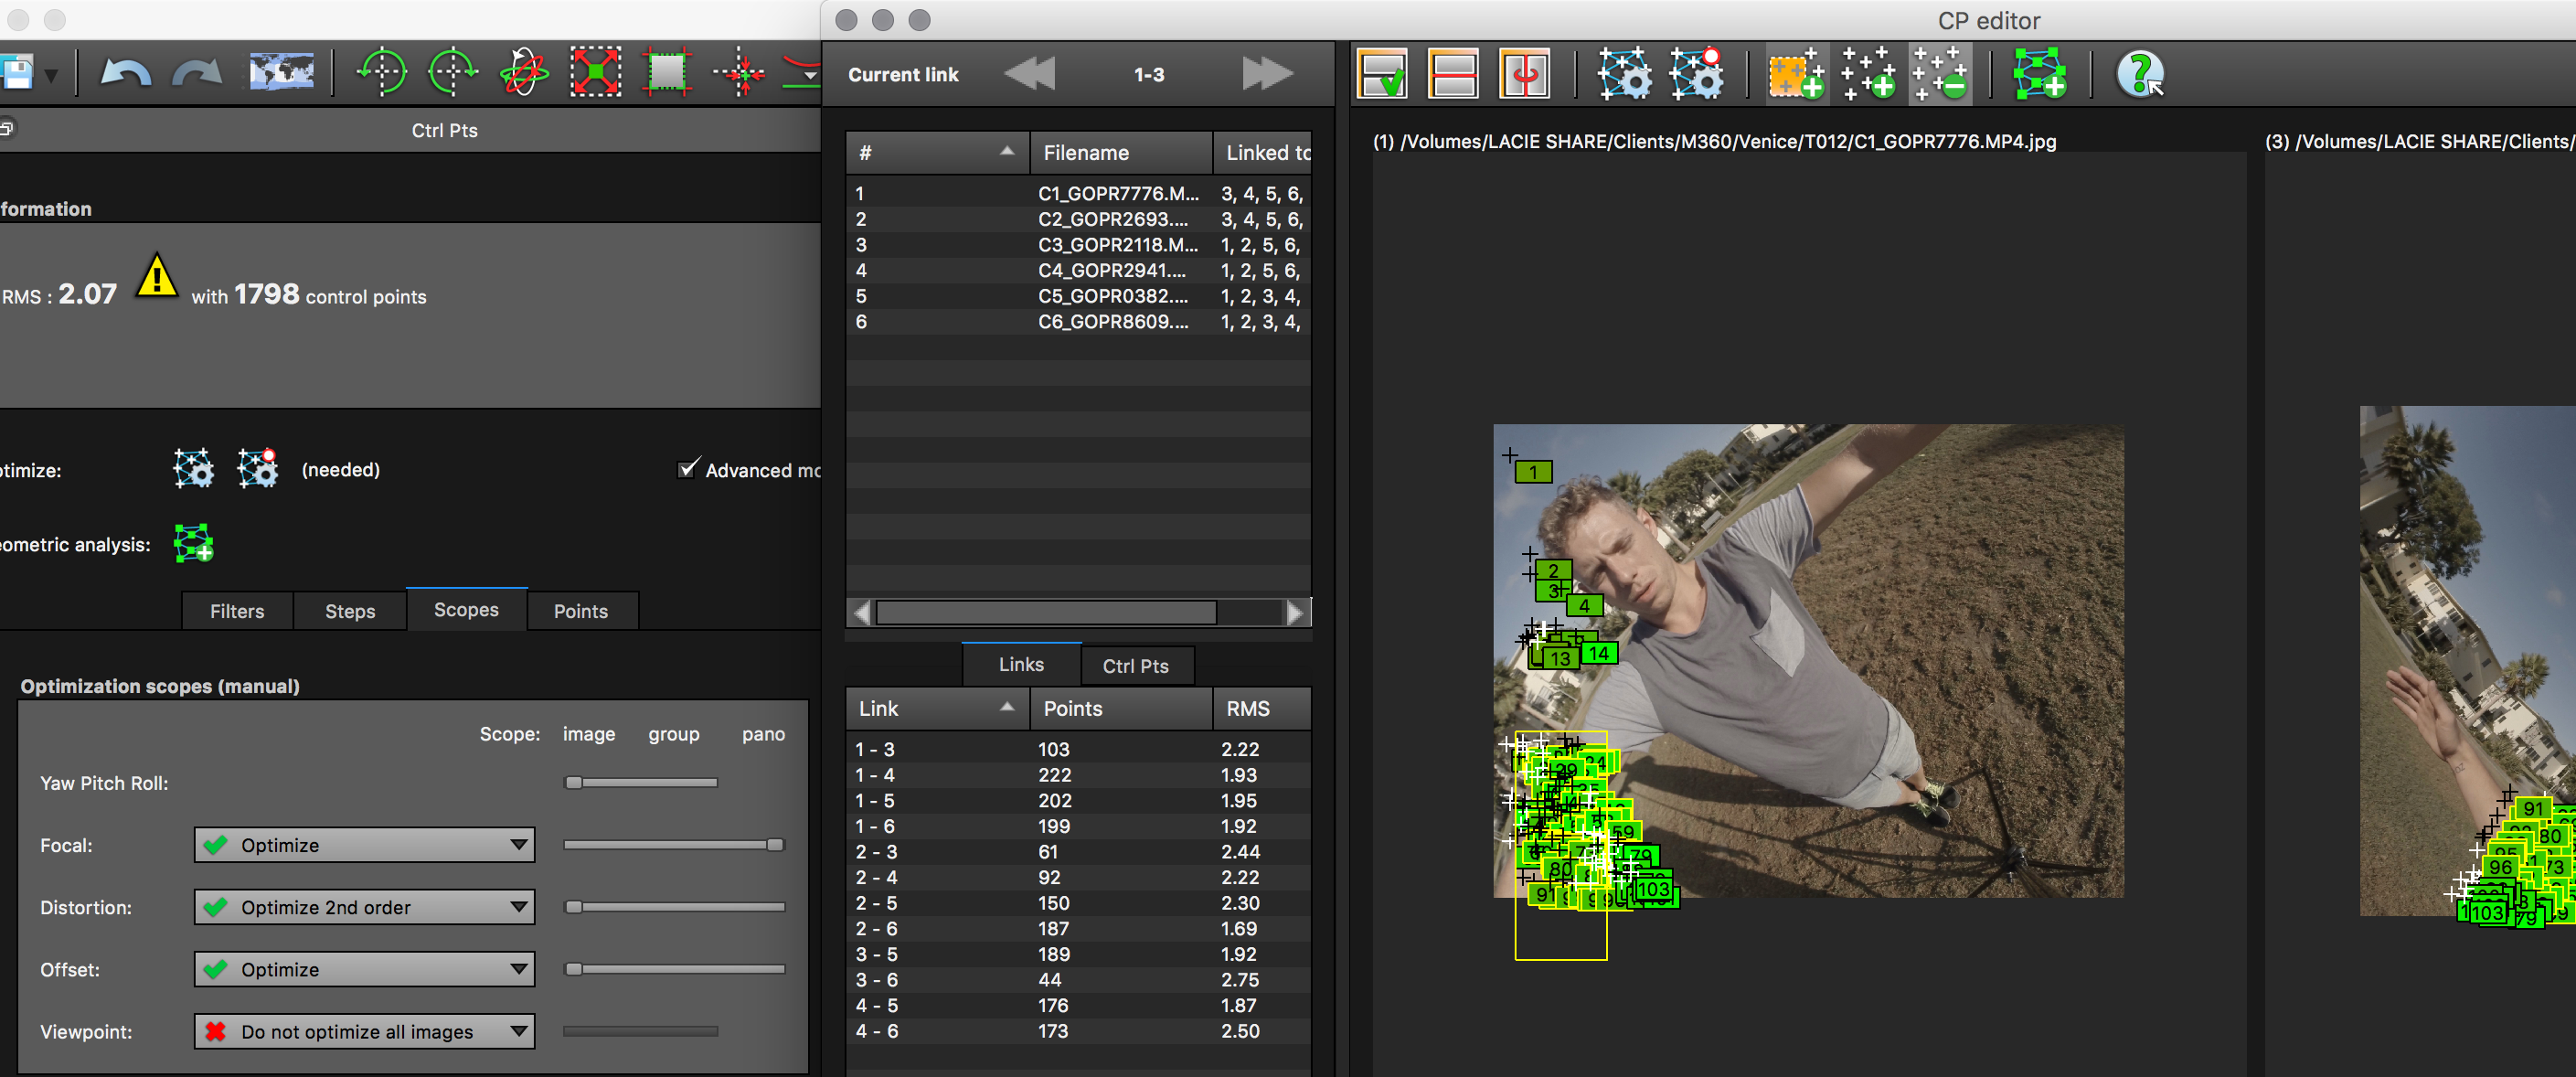 CP editor
Current link
1-3
Ctrl Pts
formation
RMS : 2.07 with 1798 control points
timize:
(needed)
Advanced mo
ometric analysis:
Filters
Steps
Scopes
Points
Optimization scopes (manual)
Scope: image group pano
Yaw Pitch Roll:
Focal: Optimize
Distortion: Optimize 2nd order
Offset: Optimize
Viewpoint: Do not optimize all images
# Filename Linked to
1 C1_GOPR7776.M... 3, 4, 5, 6,
2 C2_GOPR2693.... 3, 4, 5, 6,
3 C3_GOPR2118.M... 1, 2, 5, 6,
4 C4_GOPR2941.... 1, 2, 5, 6,
5 C5_GOPR0382.... 1, 2, 3, 4,
6 C6_GOPR8609.... 1, 2, 3, 4,
Links
Ctrl Pts
Link Points RMS
1 - 3 103 2.22
1 - 4 222 1.93
1 - 5 202 1.95
1 - 6 199 1.92
2 - 3 61 2.44
2 - 4 92 2.22
2 - 5 150 2.30
2 - 6 187 1.69
3 - 5 189 1.92
3 - 6 44 2.75
4 - 5 176 1.87
4 - 6 173 2.50
(1) /Volumes/LACIE SHARE/Clients/M360/Venice/T012/C1_GOPR7776.MP4.jpg
(3) /Volumes/LACIE SHARE/Clients/
1
2
3
4
13
14
59
79
80
91
103
91
80
96
73
103
79